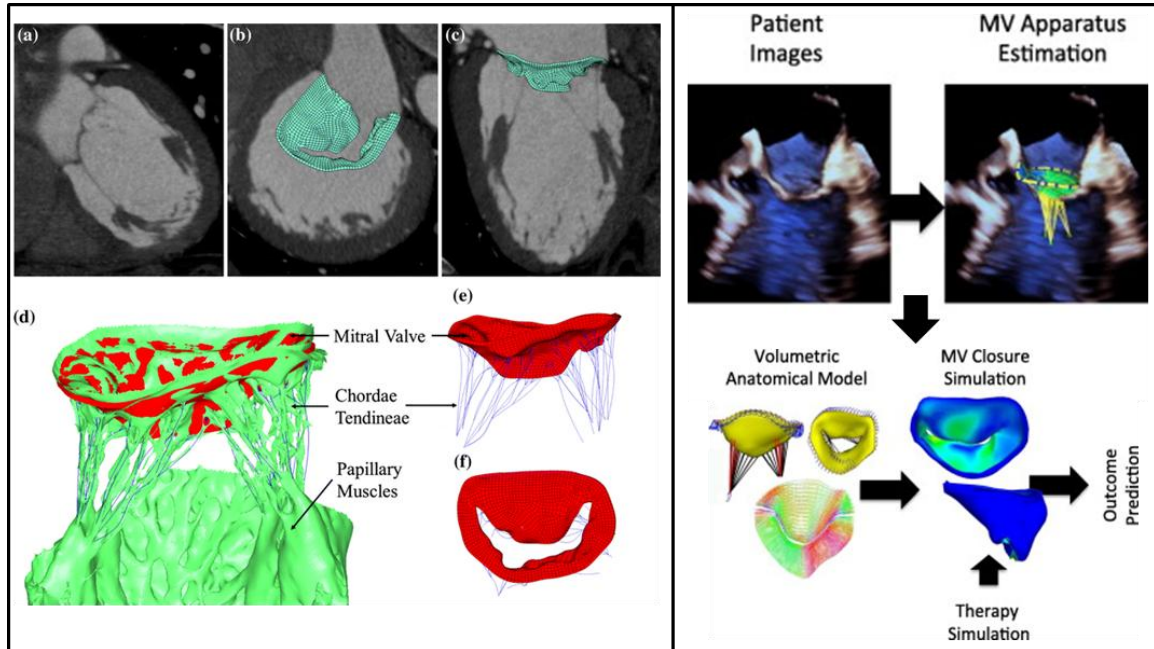 (a)
(b)
(c)
(d)
Mitral Valve
Chordae
Tendineae
Papillary
Muscles
(e)
(f)
Patient
Images
MV Apparatus
Estimation
Volumetric
Anatomical Model
MV Closure
Simulation
Outcome
Prediction
Therapy
Simulation